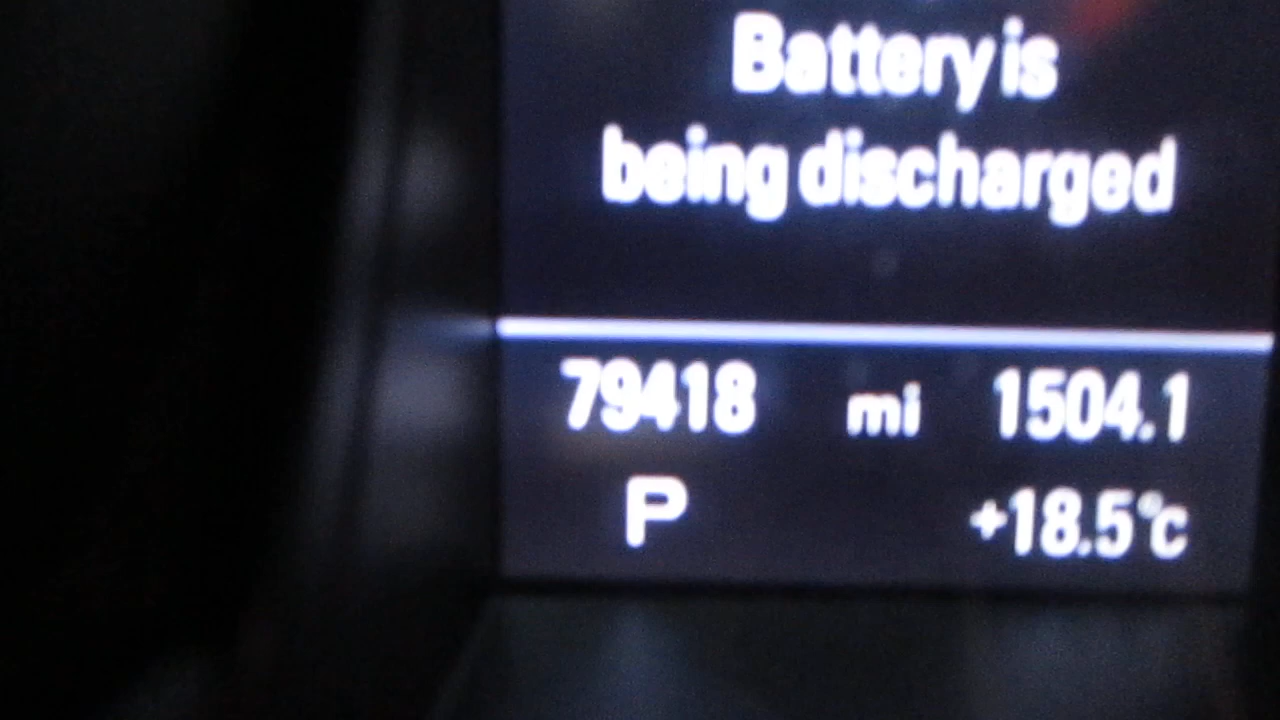 Battery is
being discharged
79418 mi 1504.1
P +18.5°c